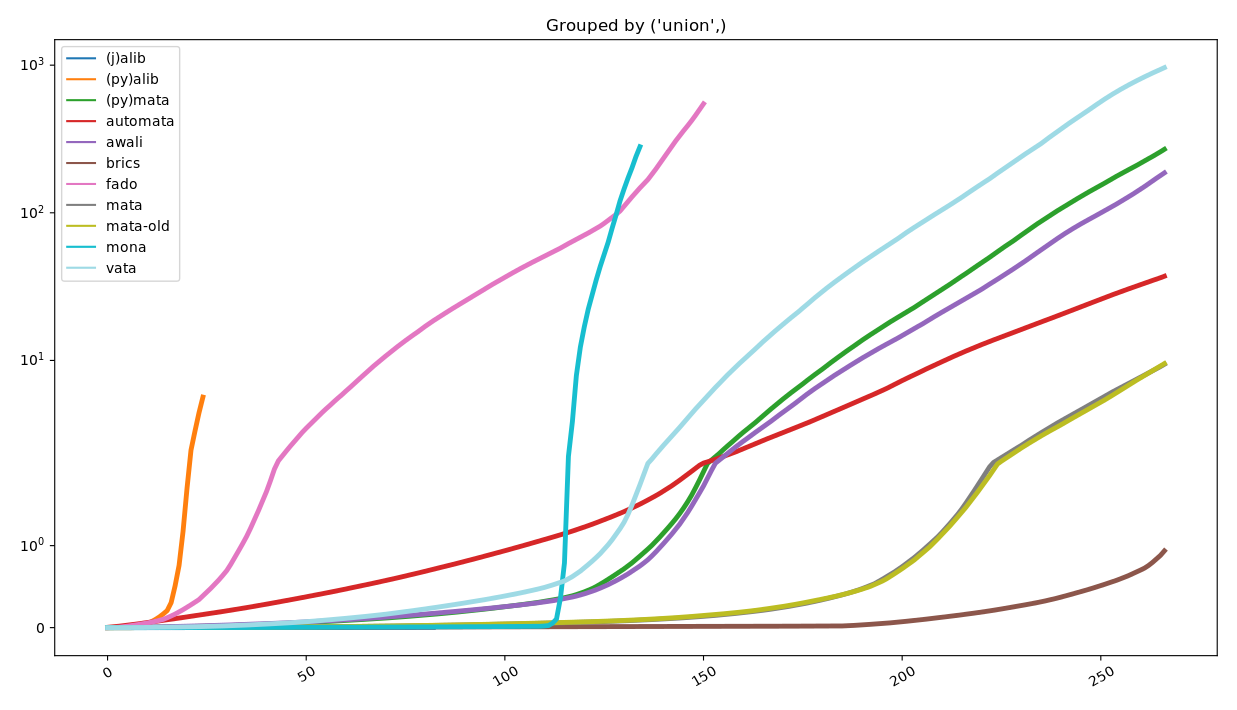 Grouped by ('union',)
(j)alib
(py)alib
(py)mata
automata
awali
brics
fado
mata
mata-old
mona
vata
10³
10²
10¹
10⁰
0
0
50
100
150
200
250